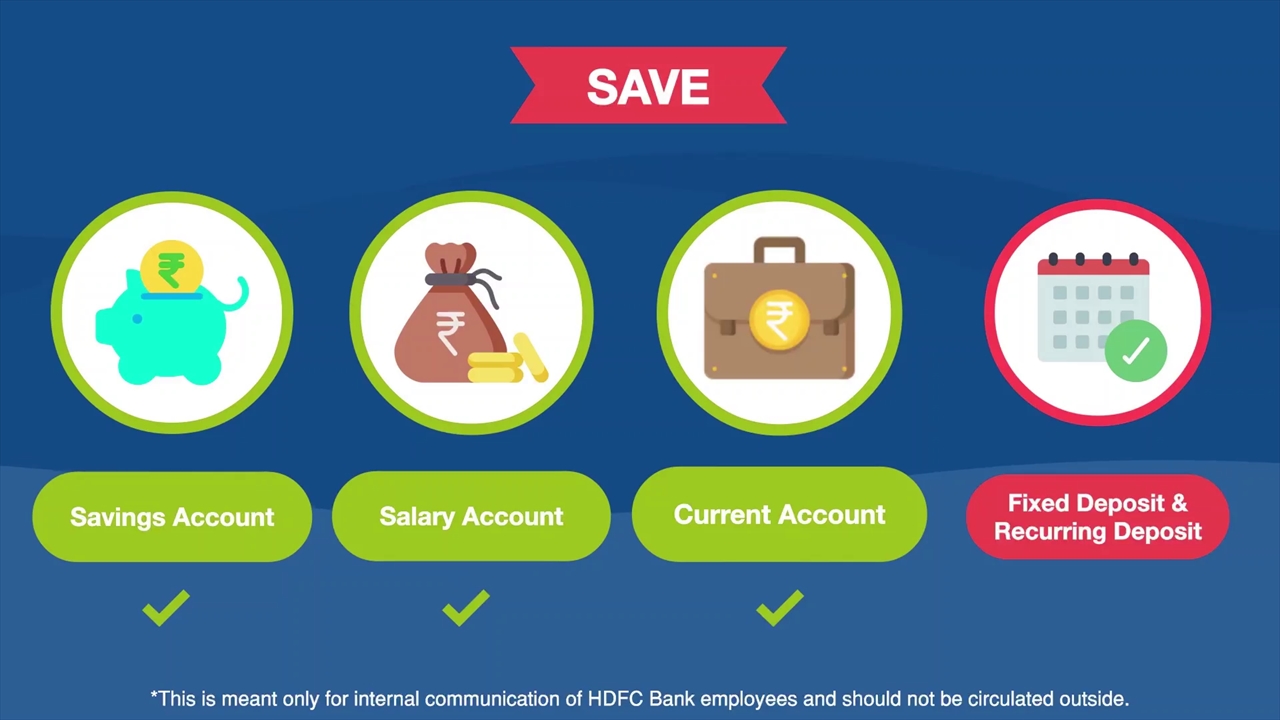 SAVE
₹
₹
₹
Savings Account
Salary Account
Current Account
Fixed Deposit &
Recurring Deposit
*This is meant only for internal communication of HDFC Bank employees and should not be circulated outside.